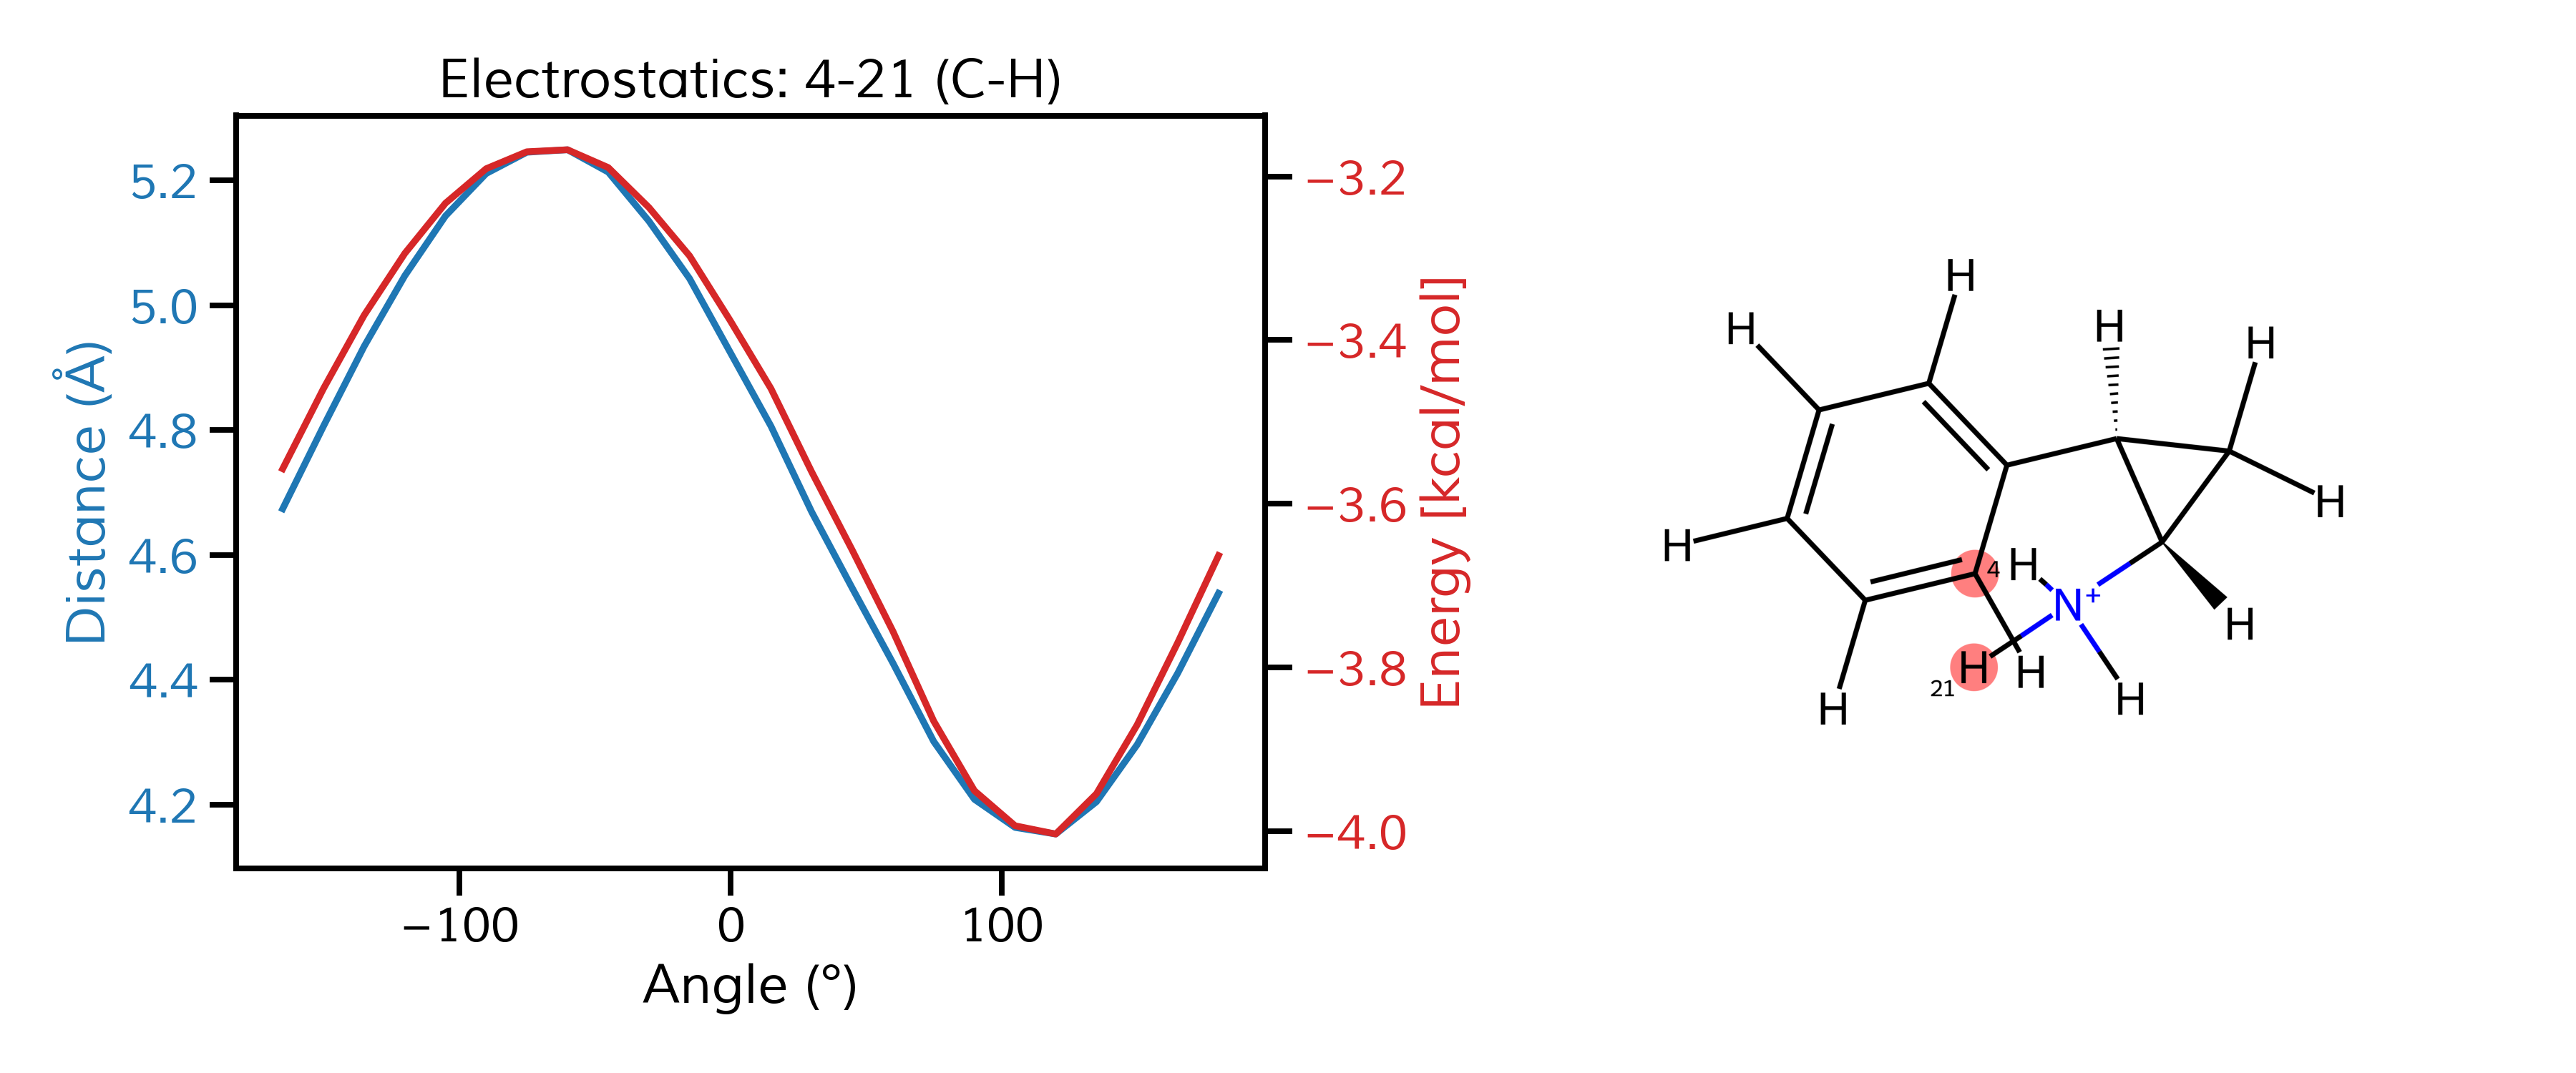 Electrostatics: 4-21 (C-H)
Distance (Å)
5.2
5.0
4.8
4.6
4.4
4.2
−3.2
−3.4
−3.6
−3.8
−4.0
Energy [kcal/mol]
−100 0 100
Angle (°)
H
H
H
H
H
H
H 4 H
N+
H
H H
21
H
H